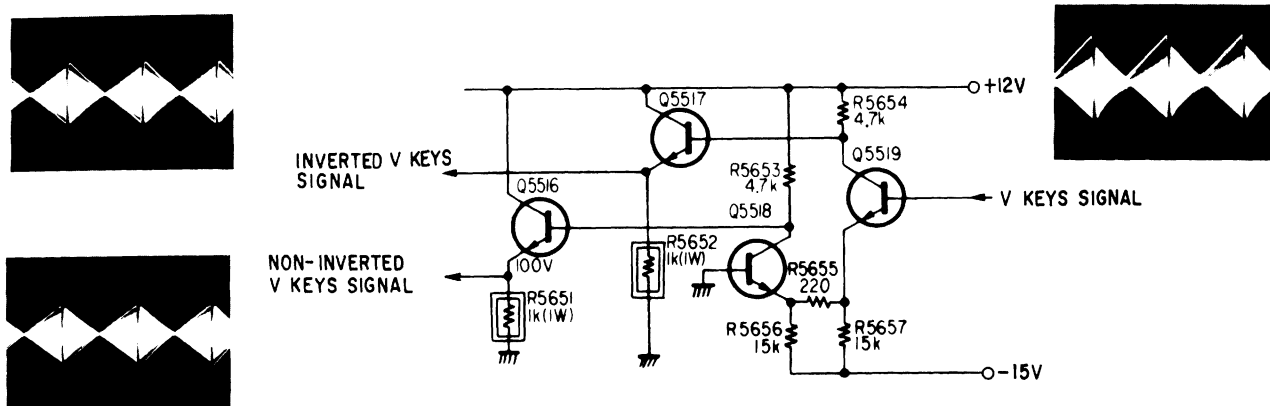 +12V
Q5517
R5654
4.7k
Q5519
INVERTED V KEYS
SIGNAL
R5653
4.7k
Q5516
Q5518
V KEYS SIGNAL
R5652
1k(1W)
R5655
220
NON-INVERTED
V KEYS SIGNAL
100V
R5651
1k(1W)
R5656
15k
R5657
15k
-15V